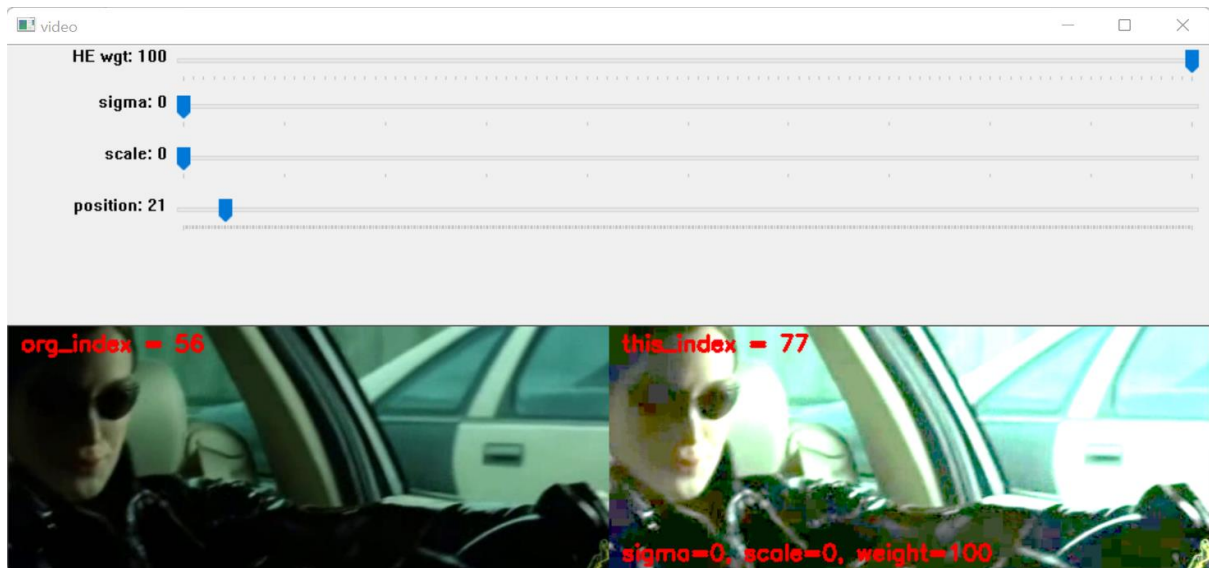 video
HE wgt: 100
sigma: 0
scale: 0
position: 21
org_index = 56
this_index = 77
sigma=0, scale=0, weight=100